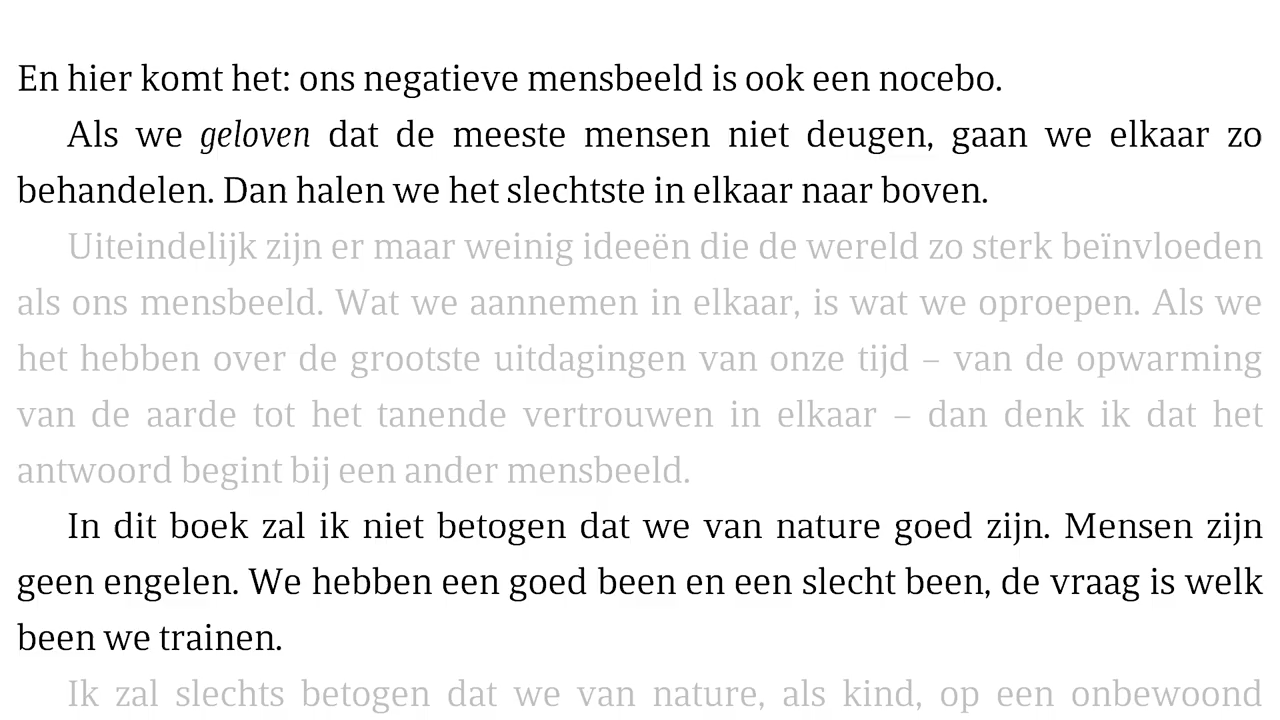 En hier komt het: ons negatieve mensbeeld is ook een nocebo.
Als we geloven dat de meeste mensen niet deugen, gaan we elkaar zo
behandelen. Dan halen we het slechtste in elkaar naar boven.
Uiteindelijk zijn er maar weinig ideeën die de wereld zo sterk beïnvloeden
als ons mensbeeld. Wat we aannemen in elkaar, is wat we oproepen. Als we
het hebben over de grootste uitdagingen van onze tijd – van de opwarming
van de aarde tot het tanende vertrouwen in elkaar – dan denk ik dat het
antwoord begint bij een ander mensbeeld.
In dit boek zal ik niet betogen dat we van nature goed zijn. Mensen zijn
geen engelen. We hebben een goed been en een slecht been, de vraag is welk
been we trainen.
Ik zal slechts betogen dat we van nature, als kind, op een onbewoond